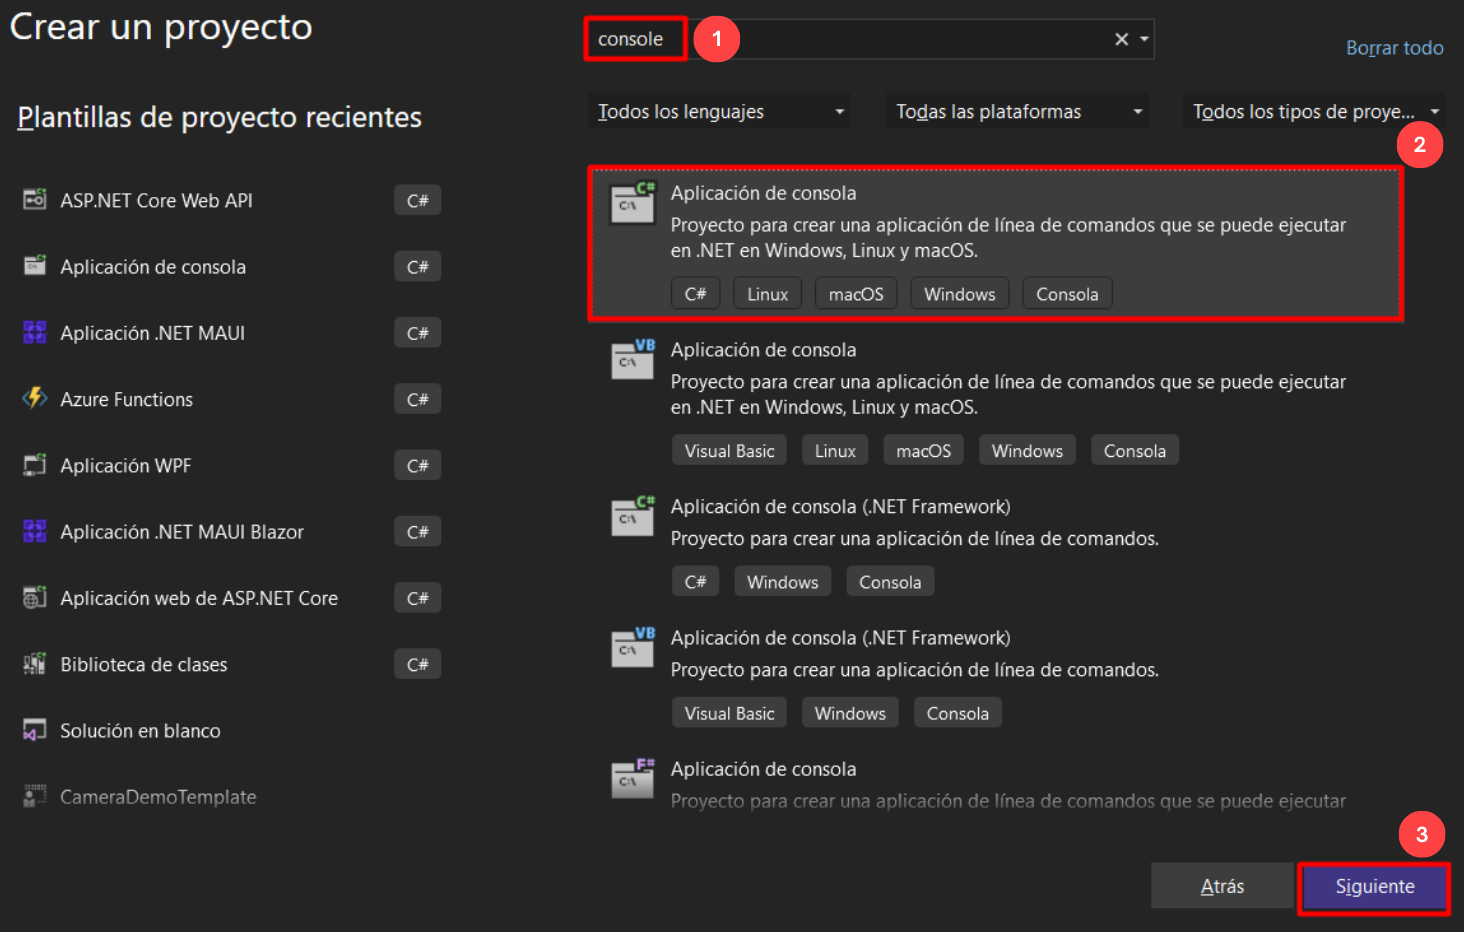 Crear un proyecto
console
1
Borrar todo
Plantillas de proyecto recientes
Todos los lenguajes
Todas las plataformas
Todos los tipos de proye...
2
ASP.NET Core Web API
C#
Aplicación de consola
C#
Aplicación .NET MAUI
C#
Azure Functions
C#
Aplicación WPF
C#
Aplicación .NET MAUI Blazor
C#
Aplicación web de ASP.NET Core
C#
Biblioteca de clases
C#
Solución en blanco
CameraDemoTemplate
C#
C:\
Aplicación de consola
Proyecto para crear una aplicación de línea de comandos que se puede ejecutar
en .NET en Windows, Linux y macOS.
C# Linux macOS Windows Consola
VB
C:\
Aplicación de consola
Proyecto para crear una aplicación de línea de comandos que se puede ejecutar
en .NET en Windows, Linux y macOS.
Visual Basic Linux macOS Windows Consola
C#
C:\
Aplicación de consola (.NET Framework)
Proyecto para crear una aplicación de línea de comandos.
C# Windows Consola
VB
C:\
Aplicación de consola (.NET Framework)
Proyecto para crear una aplicación de línea de comandos.
Visual Basic Windows Consola
F#
C:\
Aplicación de consola
Proyecto para crear una aplicación de línea de comandos que se puede ejecutar
3
Atrás
Siguiente